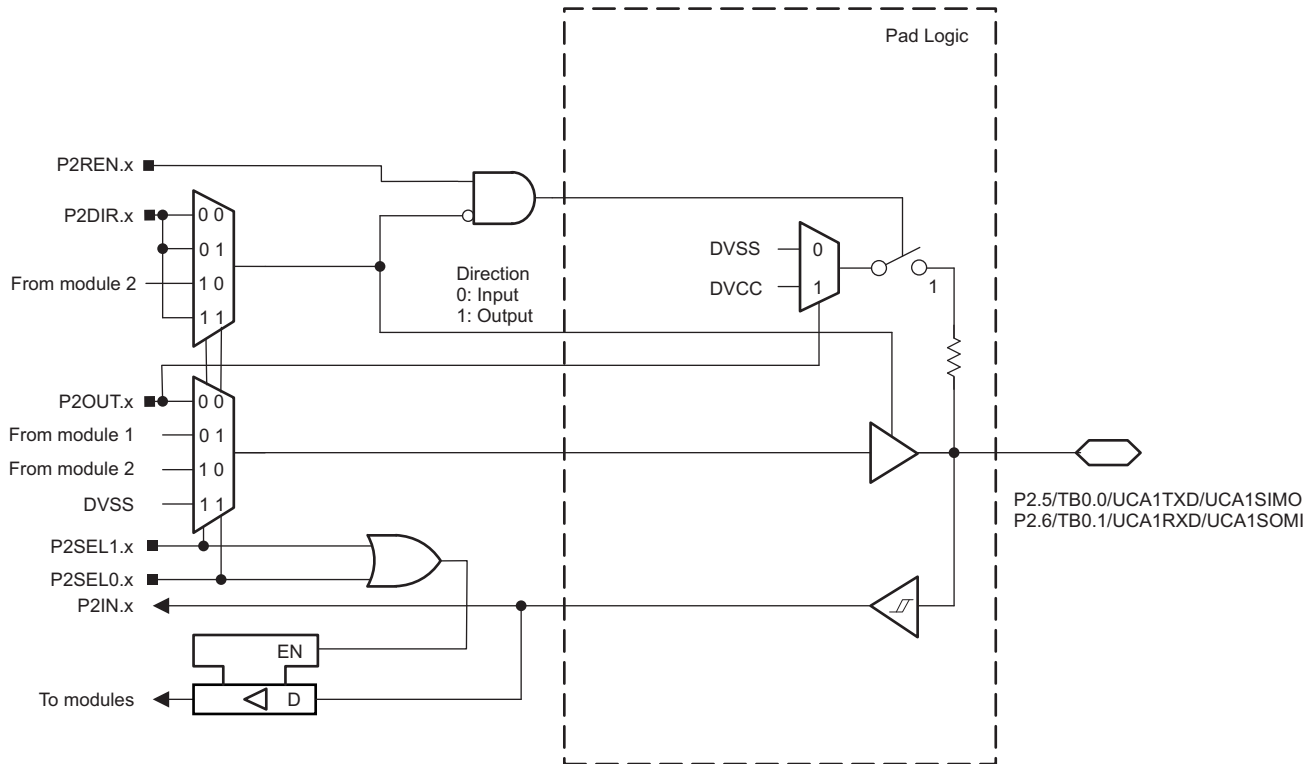 Pad Logic
P2REN.x
P2DIR.x
0 0
0 1
From module 2
1 0
1 1
Direction
0: Input
1: Output
DVSS
0
DVCC
1
1
P2OUT.x
0 0
From module 1
0 1
From module 2
1 0
DVSS
1 1
P2SEL1.x
P2SEL0.x
P2IN.x
EN
To modules
D
P2.5/TB0.0/UCA1TXD/UCA1SIMO
P2.6/TB0.1/UCA1RXD/UCA1SOMI